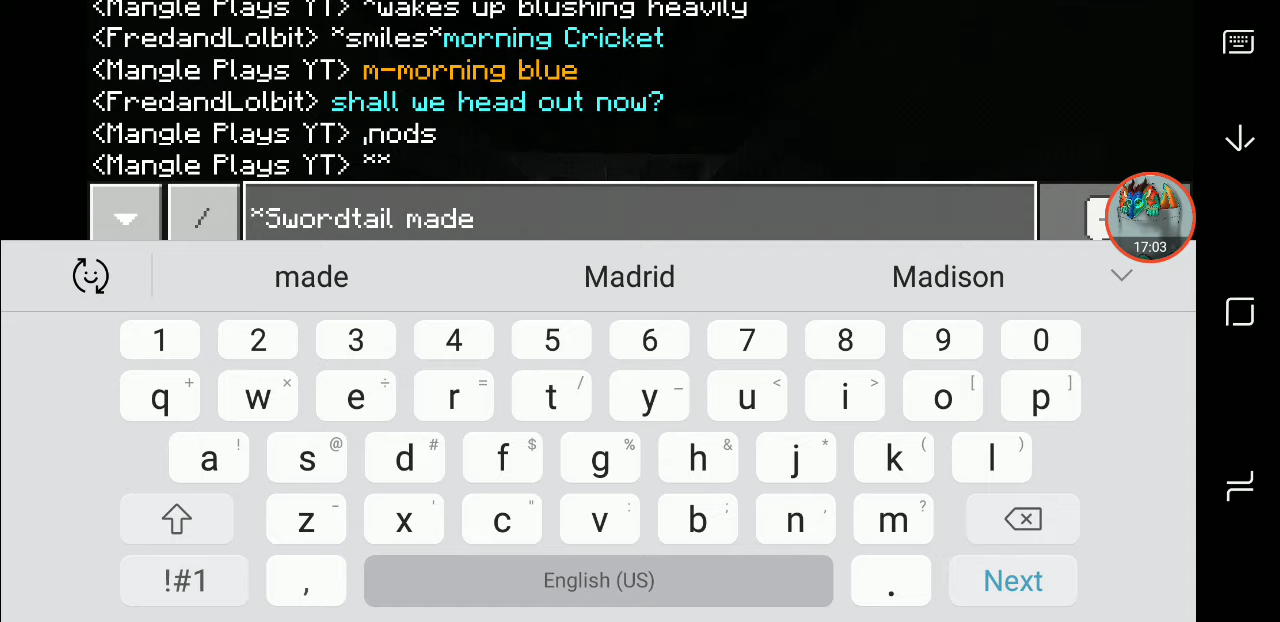 <Mangle Plays YT> *wakes up blushing heavily
<FredandLolbit> *smiles*morning Cricket
<Mangle Plays YT> m-morning blue
<FredandLolbit> shall we head out now?
<Mangle Plays YT> ,nods
<Mangle Plays YT> **
/
*Swordtail made
17:03
made Madrid Madison
1 2 3 4 5 6 7 8 9 0
q + w × e ÷ r = t / y _ u < i > o [ p ]
a ! s @ d # f $ g % h & j * k ( l )
z - x ' c " v : b ; n , m ?
!#1 , English (US) . Next